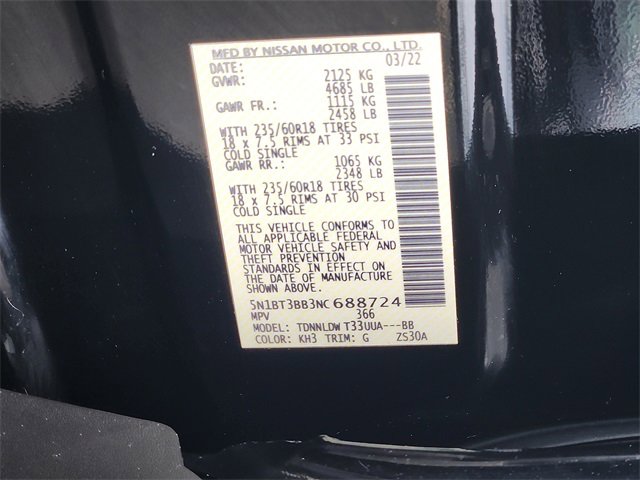 MFD BY NISSAN MOTOR CO., LTD.
DATE: 03/22
GVWR: 2125 KG
4685 LB
GAWR FR.: 1115 KG
2458 LB
WITH 235/60R18 TIRES
18 x 7.5 RIMS AT 33 PSI
COLD SINGLE
GAWR RR.: 1065 KG
2348 LB
WITH 235/60R18 TIRES
18 x 7.5 RIMS AT 30 PSI
COLD SINGLE
THIS VEHICLE CONFORMS TO
ALL APPLICABLE FEDERAL
MOTOR VEHICLE SAFETY AND
THEFT PREVENTION
STANDARDS IN EFFECT ON
THE DATE OF MANUFACTURE
SHOWN ABOVE.
5N1BT3BB3NC688724
MPV 366
MODEL: TDNNLDW T33UUA---BB
COLOR: KH3 TRIM: G ZS30A